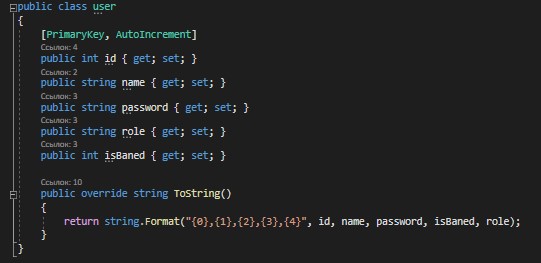 public class user
{
[PrimaryKey, AutoIncrement]
Ссылок: 4
public int id { get; set; }
Ссылок: 2
public string name { get; set; }
Ссылок: 3
public string password { get; set; }
Ссылок: 3
public string role { get; set; }
Ссылок: 3
public int isBaned { get; set; }
Ссылок: 10
public override string ToString()
{
return string.Format("{0},{1},{2},{3},{4}", id, name, password, isBaned, role);
}
}